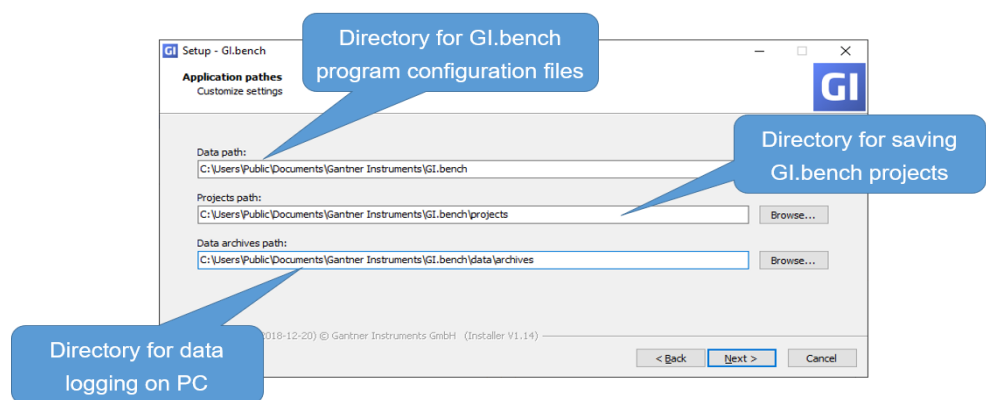 Directory for GI.bench
program configuration files
GI Setup - GI.bench
Application pathes
Customize settings
GI
Directory for saving
GI.bench projects
Data path:
C:\Users\Public\Documents\Gantner Instruments\GI.bench
Projects path:
C:\Users\Public\Documents\Gantner Instruments\GI.bench\projects
Browse...
Data archives path:
C:\Users\Public\Documents\Gantner Instruments\GI.bench\data\archives
Browse...
2018-12-20) © Gantner Instruments GmbH (Installer V1.14)
Directory for data
logging on PC
< Back
Next >
Cancel